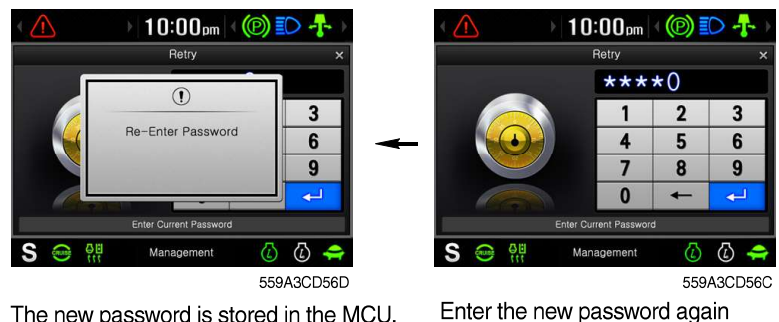 10:00pm
Retry
Re-Enter Password
3
6
9
Enter Current Password
S CRUISE Management
559A3CD56D
The new password is stored in the MCU.
10:00pm
Retry
****0
1 2 3
4 5 6
7 8 9
0
Enter Current Password
S CRUISE Management
559A3CD56C
Enter the new password again